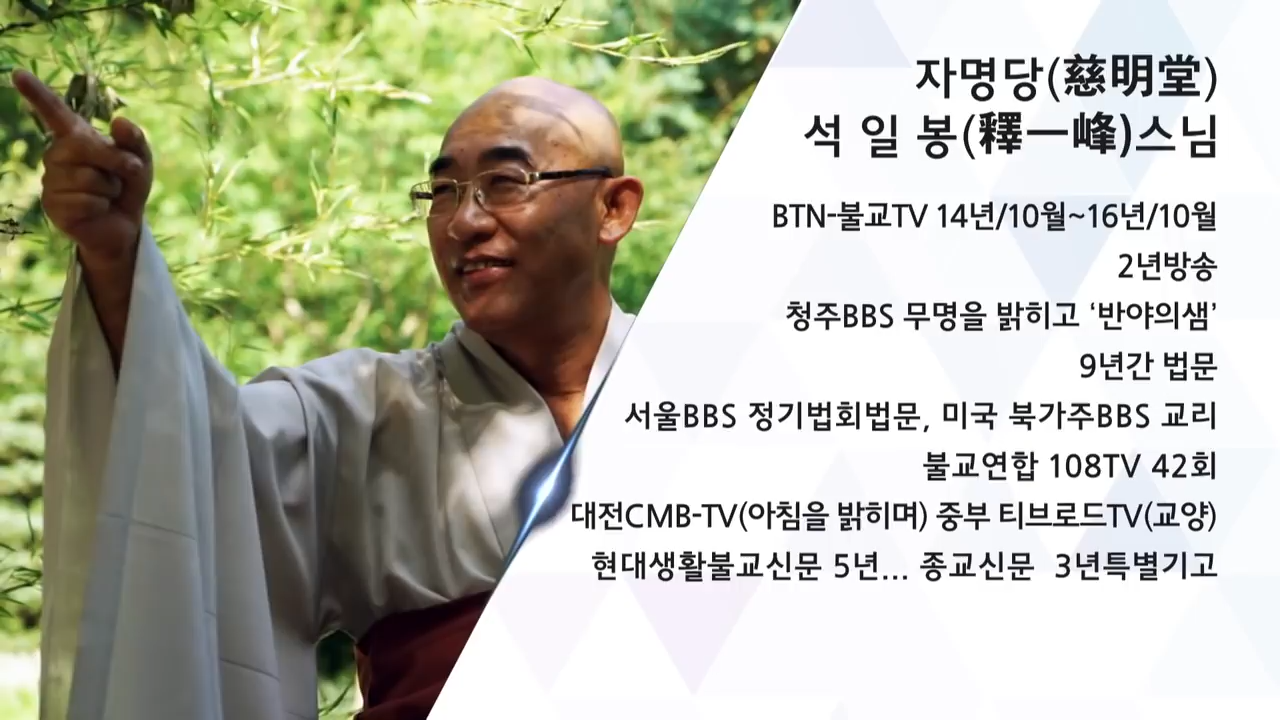 자명당(慈明堂)
석 일 봉(釋一峰)스님
BTN-불교TV 14년/10월~16년/10월
2년방송
청주BBS 무명을 밝히고 ‘반야의샘’
9년간 법문
서울BBS 정기법회법문, 미국 북가주BBS 교리
불교연합 108TV 42회
대전CMB-TV(아침을 밝히며) 중부 티브로드TV(교양)
현대생활불교신문 5년... 종교신문 3년특별기고